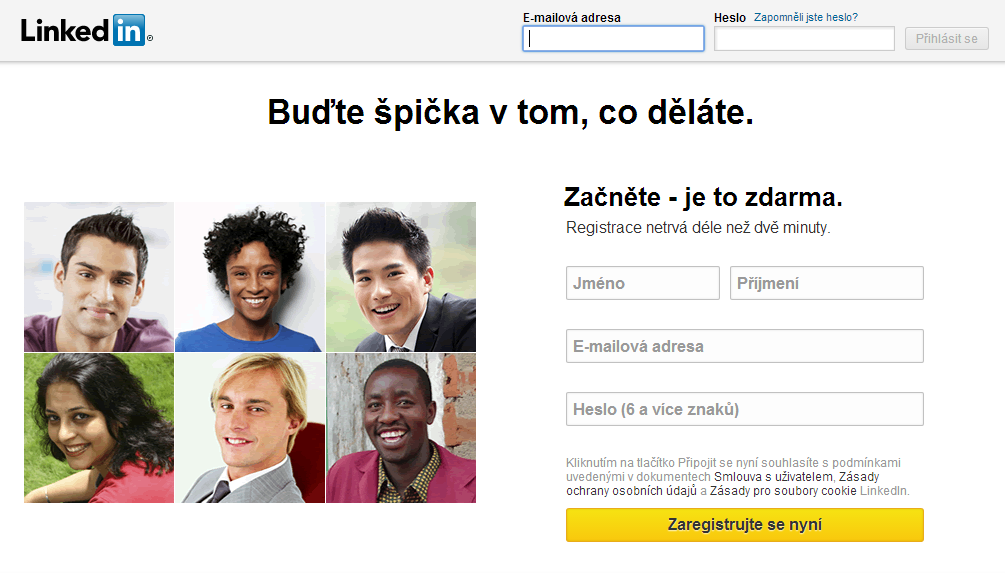 Linkedin®
E-mailová adresa
Heslo Zapomněli jste heslo?
Přihlásit se
Buďte špička v tom, co děláte.
Začněte - je to zdarma.
Registrace netrvá déle než dvě minuty.
Jméno
Příjmení
E-mailová adresa
Heslo (6 a více znaků)
Kliknutím na tlačítko Připojit se nyní souhlasíte s podmínkami
uvedenými v dokumentech Smlouva s uživatelem, Zásady
ochrany osobních údajů a Zásady pro soubory cookie LinkedIn.
Zaregistrujte se nyní